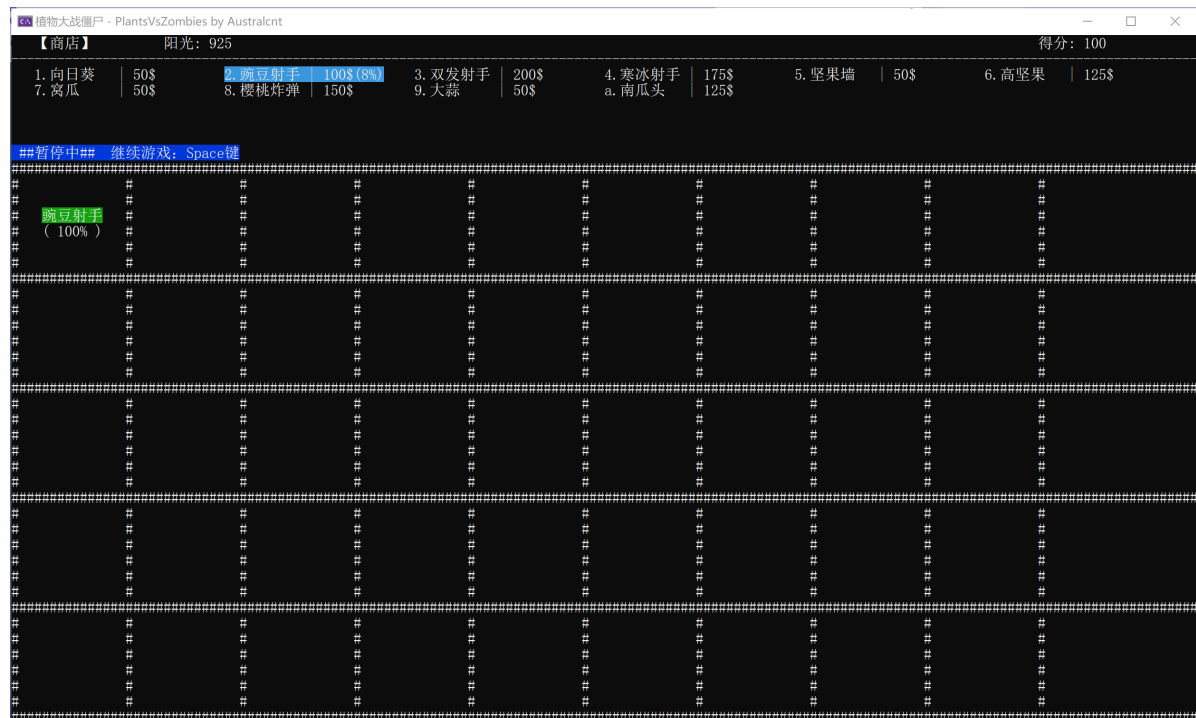 植物大战僵尸 - PlantsVsZombies by Australcnt
【商店】 阳光: 925 得分: 100
1.向日葵 | 50$ 2.豌豆射手 | 100$(8%) 3.双发射手 | 200$ 4.寒冰射手 | 175$ 5.坚果墙 | 50$ 6.高坚果 | 125$
7.窝瓜 | 50$ 8.樱桃炸弹 | 150$ 9.大蒜 | 50$ a.南瓜头 | 125$
##暂停中## 继续游戏: Space键
豌豆射手
( 100% )